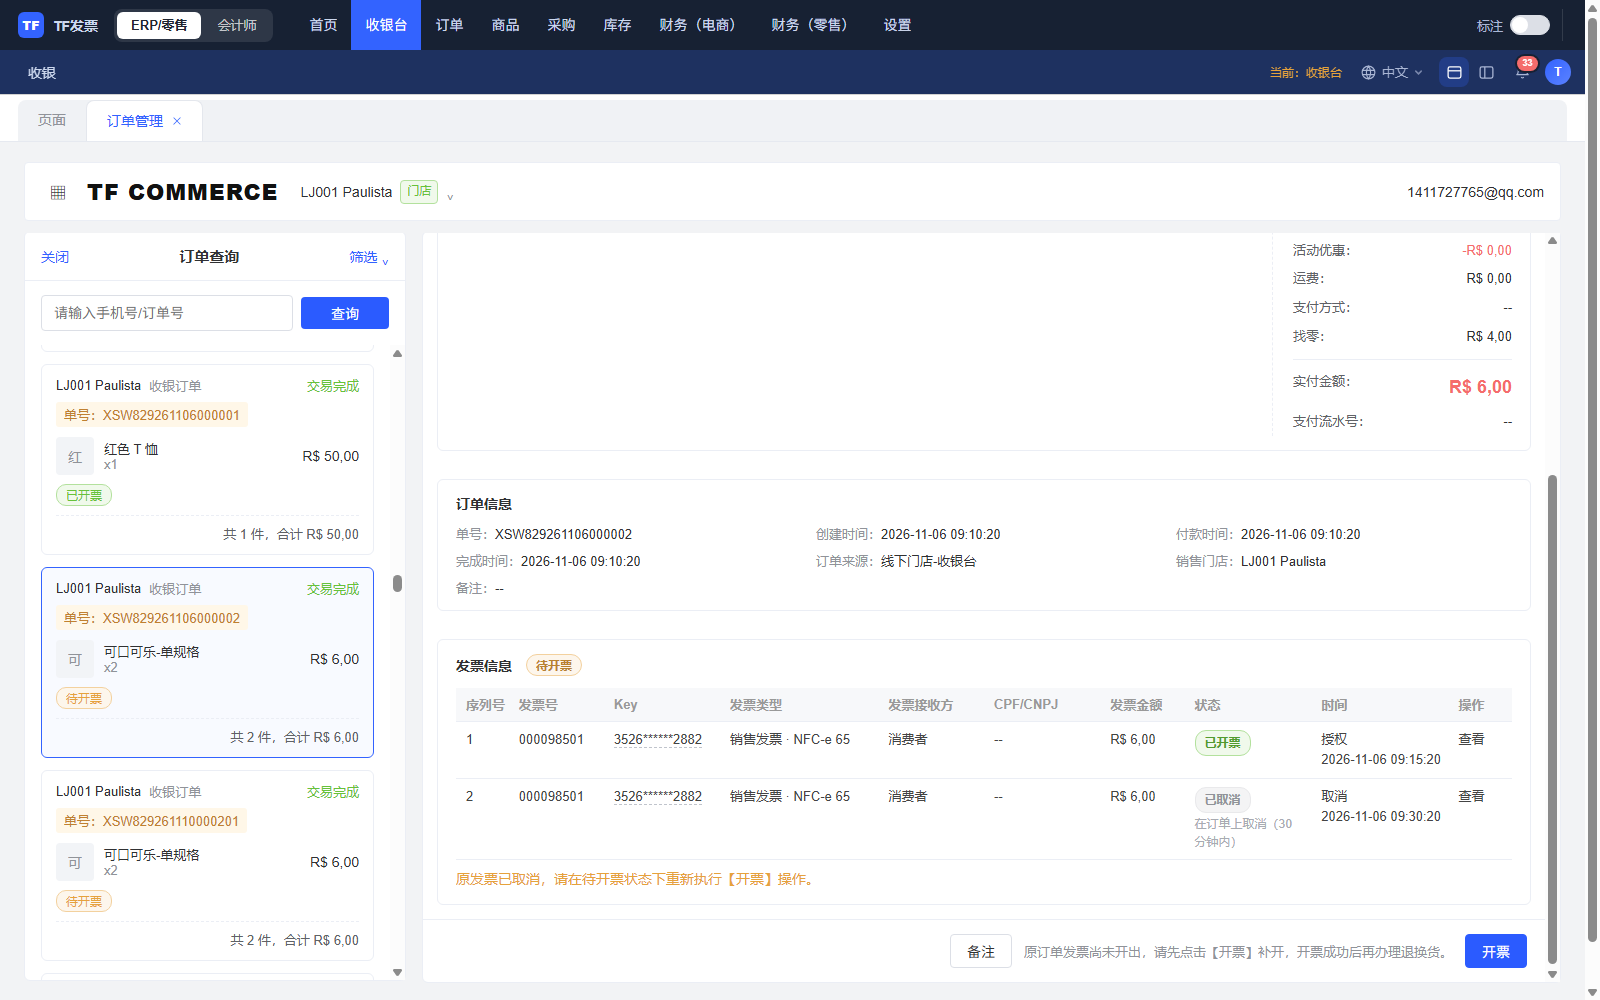 TF TF发票 ERP/零售 会计师 首页 收银台 订单 商品 采购 库存 财务（电商） 财务（零售） 设置 标注
收银 当前：收银台 中文 33 T
页面 订单管理 ×
TF COMMERCE LJ001 Paulista 门店 1411727765@qq.com
关闭 订单查询 筛选
请输入手机号/订单号 查询
LJ001 Paulista 收银订单 交易完成
单号：XSW829261106000001
红 红色 T 恤
x1 R$ 50,00
已开票
共 1 件，合计 R$ 50,00
LJ001 Paulista 收银订单 交易完成
单号：XSW829261106000002
可 可口可乐-单规格
x2 R$ 6,00
待开票
共 2 件，合计 R$ 6,00
LJ001 Paulista 收银订单 交易完成
单号：XSW829261110000201
可 可口可乐-单规格
x2 R$ 6,00
待开票
共 2 件，合计 R$ 6,00
活动优惠： -R$ 0,00
运费： R$ 0,00
支付方式： --
找零： R$ 4,00
实付金额： R$ 6,00
支付流水号： --
订单信息
单号：XSW829261106000002 创建时间：2026-11-06 09:10:20 付款时间：2026-11-06 09:10:20
完成时间：2026-11-06 09:10:20 订单来源：线下门店-收银台 销售门店：LJ001 Paulista
备注：--
发票信息 待开票
序列号 发票号 Key 发票类型 发票接收方 CPF/CNPJ 发票金额 状态 时间 操作
1 000098501 3526******2882 销售发票 · NFC-e 65 消费者 -- R$ 6,00 已开票 授权 查看
2026-11-06 09:15:20
2 000098501 3526******2882 销售发票 · NFC-e 65 消费者 -- R$ 6,00 已取消 取消 查看
2026-11-06 09:30:20
在订单上取消（30
分钟内）
原发票已取消，请在待开票状态下重新执行【开票】操作。
备注 原订单发票尚未开出，请先点击【开票】补开，开票成功后再办理退换货。 开票